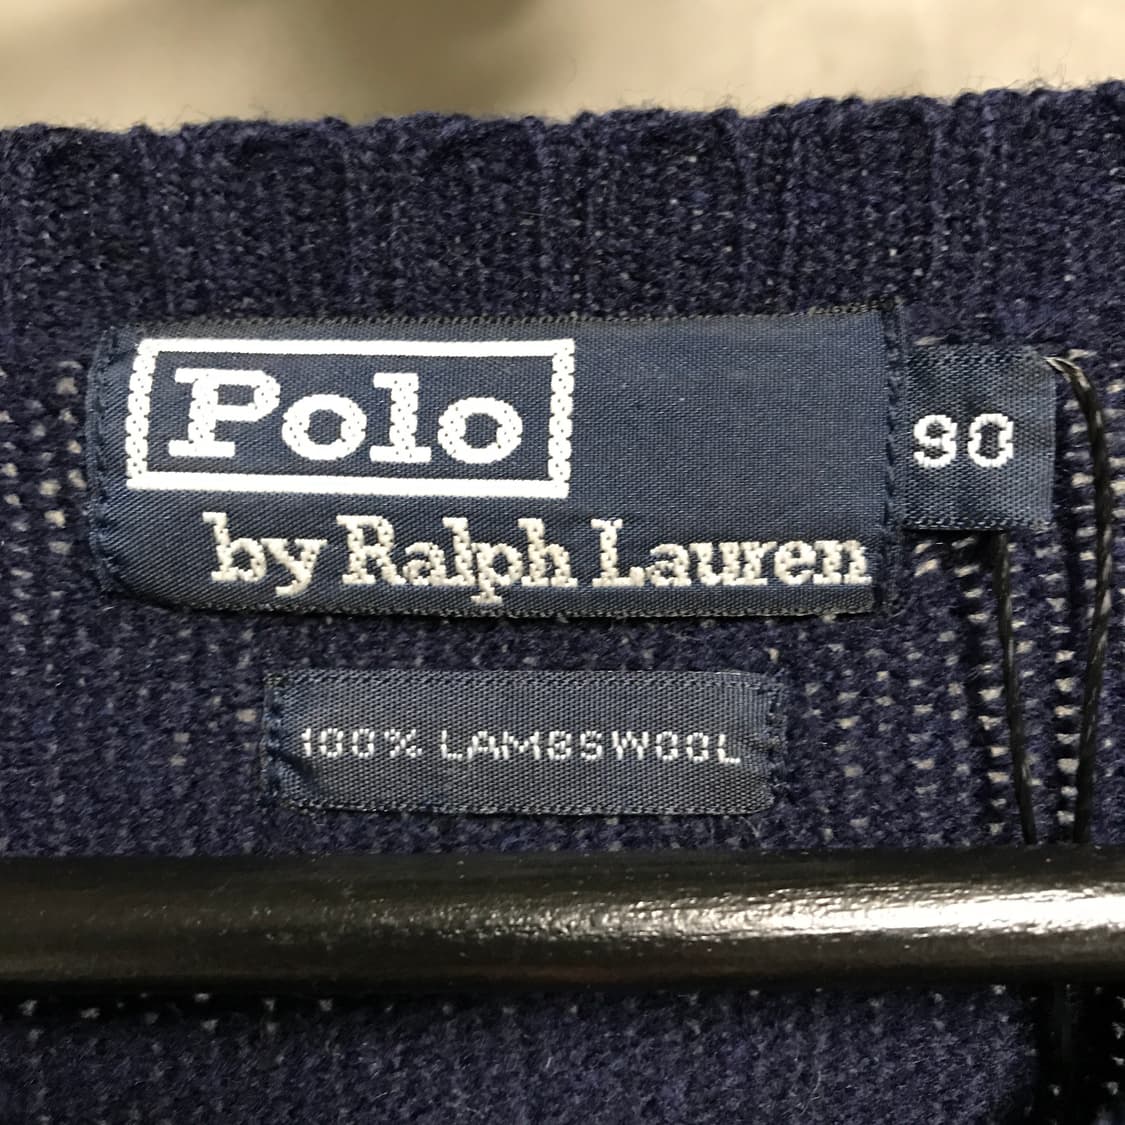 Polo
by Ralph Lauren
90
100% LAMBSWOOL